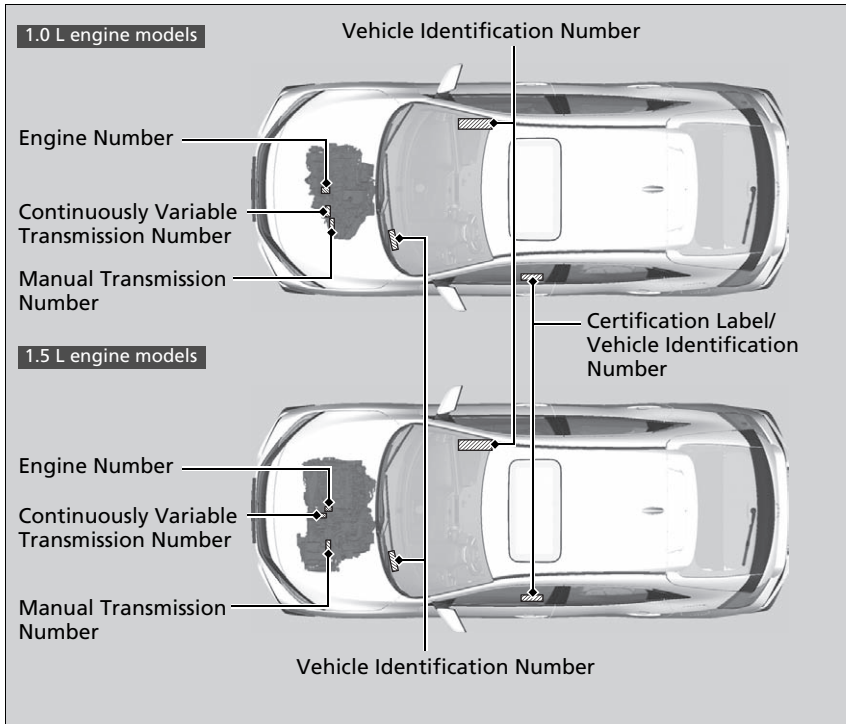 1.0 L engine models
Vehicle Identification Number
Engine Number
Continuously Variable
Transmission Number
Manual Transmission
Number
Certification Label/
Vehicle Identification
Number
1.5 L engine models
Engine Number
Continuously Variable
Transmission Number
Manual Transmission
Number
Vehicle Identification Number